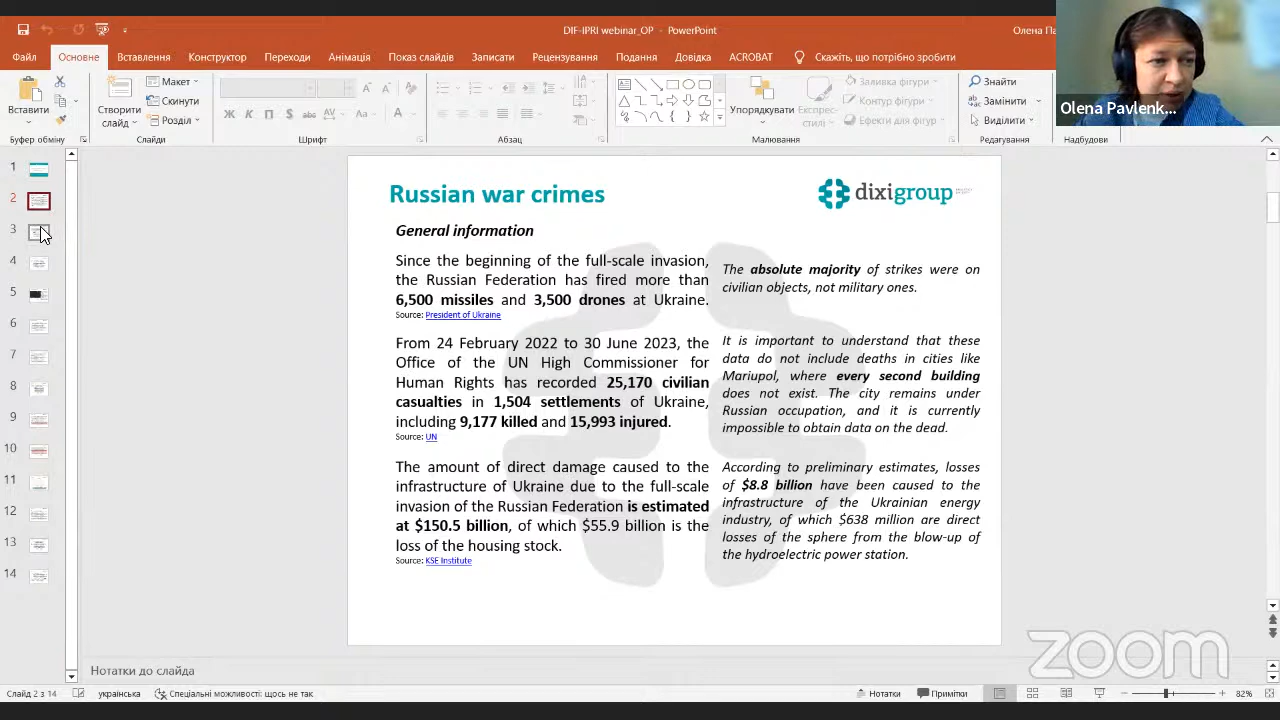 DIF-IPRI webinar_OP - PowerPoint
Олена Па
Файл
Основне
Вставлення
Конструктор
Переходи
Анімація
Показ слайдів
Записати
Рецензування
Подання
Довідка
ACROBAT
Скажіть, що потрібно зробити
Вставити
Створити слайд
Макет
Скинути
Розділ
Упорядкувати
Експрес-стилі
Заливка фігури
Контур фігури
Ефекти для фігур
Знайти
Замінити
Виділити
Буфер обміну
Слайди
Шрифт
Абзац
Малювання
Редагування
Надбудови
Olena Pavlenk...
1
2
3
4
5
6
7
8
9
10
11
12
13
14
Russian war crimes
dixigroup
General information
Since the beginning of the full-scale invasion,
the Russian Federation has fired more than
6,500 missiles and 3,500 drones at Ukraine.
Source: President of Ukraine
The absolute majority of strikes were on
civilian objects, not military ones.
From 24 February 2022 to 30 June 2023, the
Office of the UN High Commissioner for
Human Rights has recorded 25,170 civilian
casualties in 1,504 settlements of Ukraine,
including 9,177 killed and 15,993 injured.
Source: UN
It is important to understand that these
data do not include deaths in cities like
Mariupol, where every second building
does not exist. The city remains under
Russian occupation, and it is currently
impossible to obtain data on the dead.
The amount of direct damage caused to the
infrastructure of Ukraine due to the full-scale
invasion of the Russian Federation is estimated
at $150.5 billion, of which $55.9 billion is the
loss of the housing stock.
Source: KSE Institute
According to preliminary estimates, losses
of $8.8 billion have been caused to the
infrastructure of the Ukrainian energy
industry, of which $638 million are direct
losses of the sphere from the blow-up of
the hydroelectric power station.
zoom
Нотатки до слайда
Слайд 2 з 14
українська
Спеціальні можливості: щось не так
Нотатки
Примітки
82%